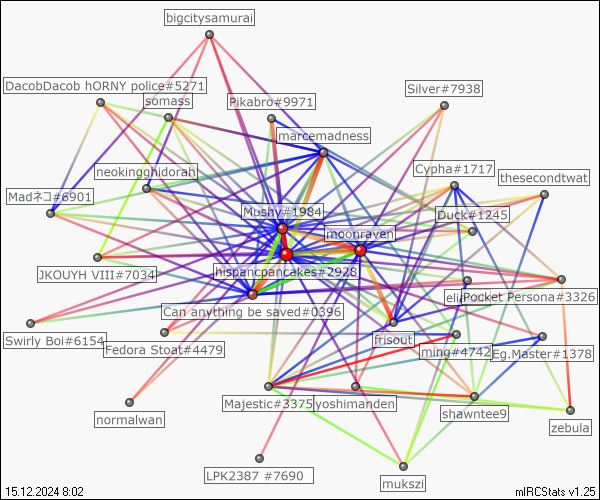 bigcitysamurai
DacobDacob hORNY police#5271
somass
Pikabro#9971
Silver#7938
marcemadness
neokingghidorah
Cypha#1717
thesecondtwat
Madネコ#6901
Mushy#1984
Duck#1245
moonraven
JKOUYH VIII#7034
hispancpancakes#2928
Pocket Persona#3326
Can anything be saved#0396
Swirly Boi#6154
Fedora Stoat#4479
frisout
ming#4742
Eg.Master#1378
Majestic#3375
yoshimanden
shawntee9
normalwan
zebula
LPK2387 #7690
mukszi
15.12.2024 8:02
mIRCStats v1.25